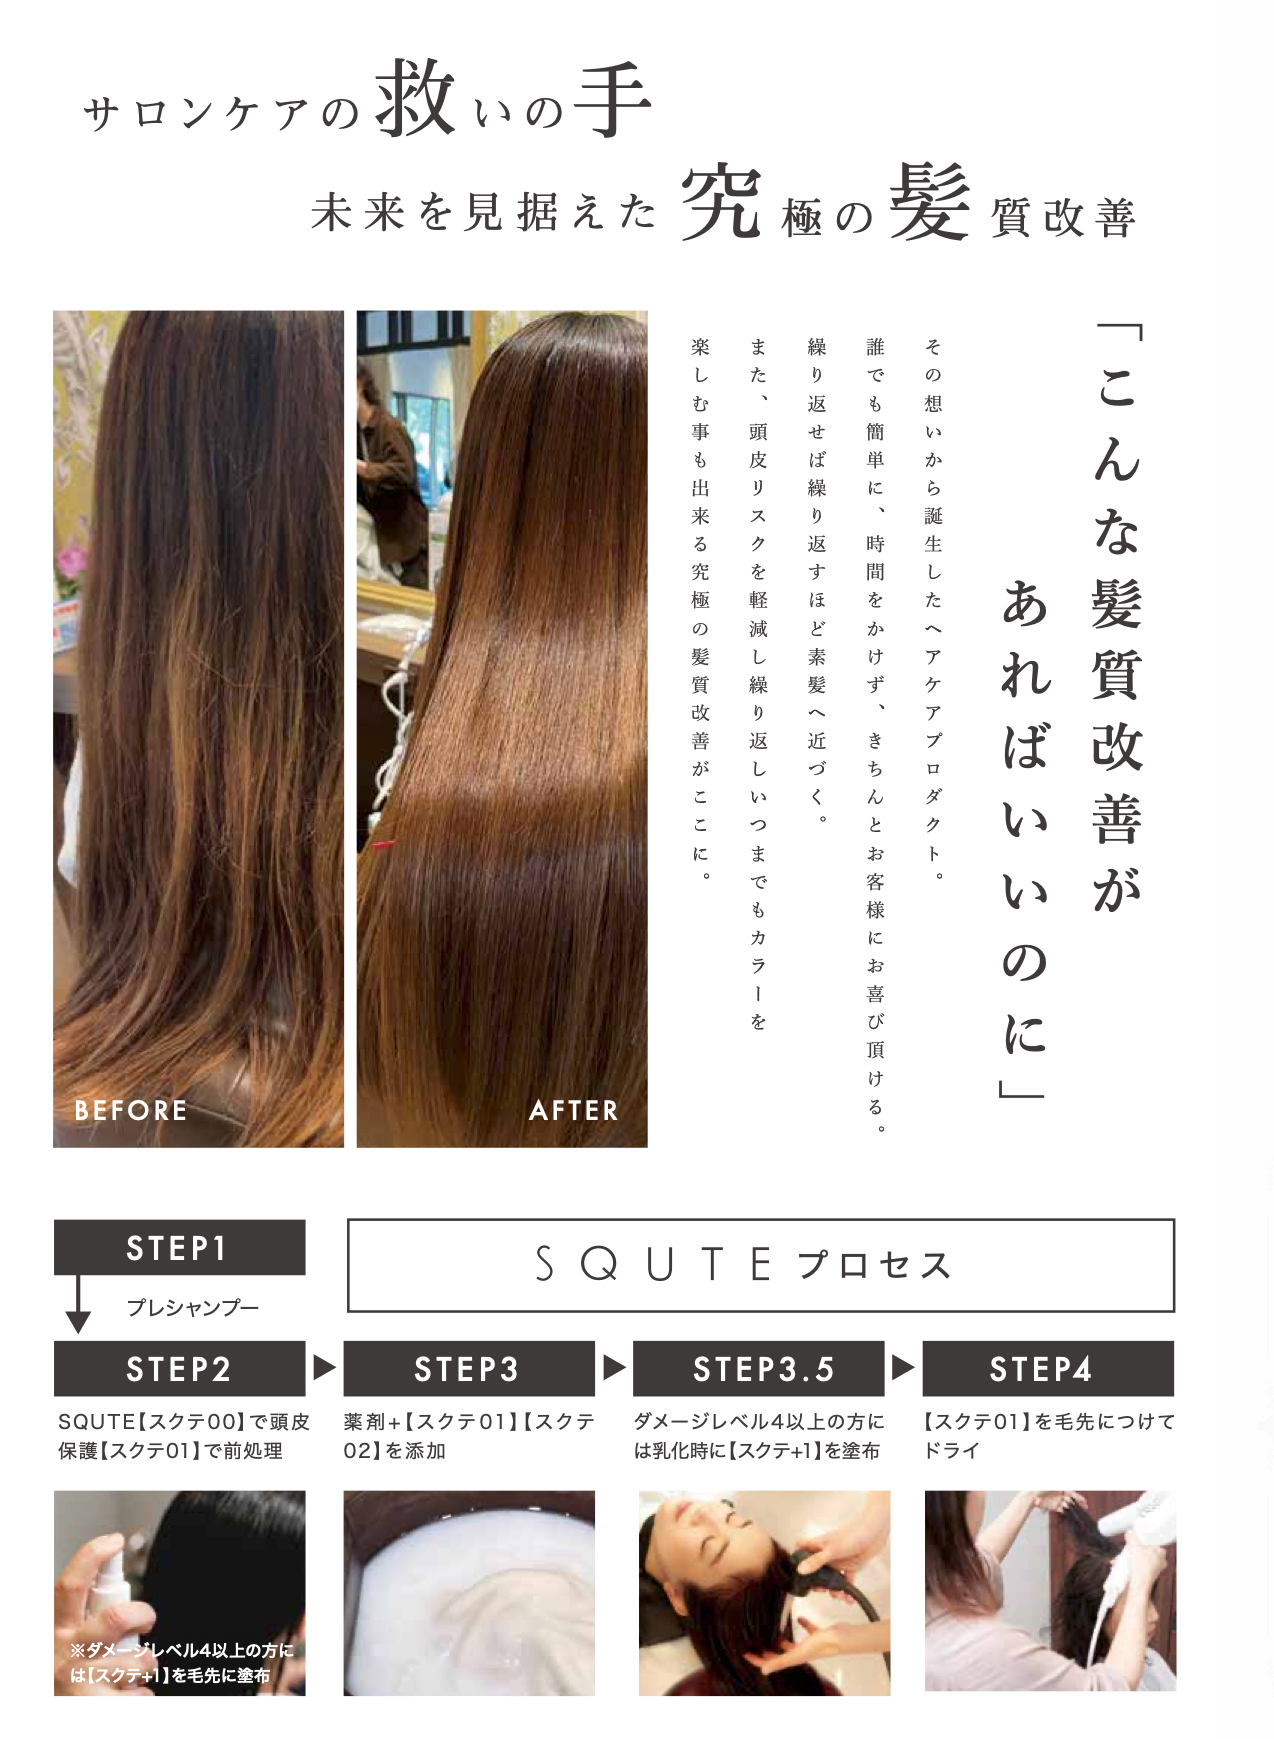 サロンケアの救いの手
未来を見据えた究極の髪質改善
「こんな髪質改善が
あればいいのに」
その想いから誕生したヘアケアプロダクト。
誰でも簡単に、時間をかけず、きちんとお客様にお喜び頂ける。
繰り返せば繰り返すほど素髪へ近づく。
また、頭皮リスクを軽減し繰り返しいつまでもカラーを
楽しむ事も出来る究極の髪質改善がここに。
BEFORE
AFTER
STEP1
プレシャンプー
SQUTE プロセス
STEP2
SQUTE【スクテ00】で頭皮
保護【スクテ01】で前処理
※ダメージレベル4以上の方に
は【スクテ+1】を毛先に塗布
STEP3
薬剤+【スクテ01】【スクテ
02】を添加
STEP3.5
ダメージレベル4以上の方に
は乳化時に【スクテ+1】を塗布
STEP4
【スクテ01】を毛先につけて
ドライ